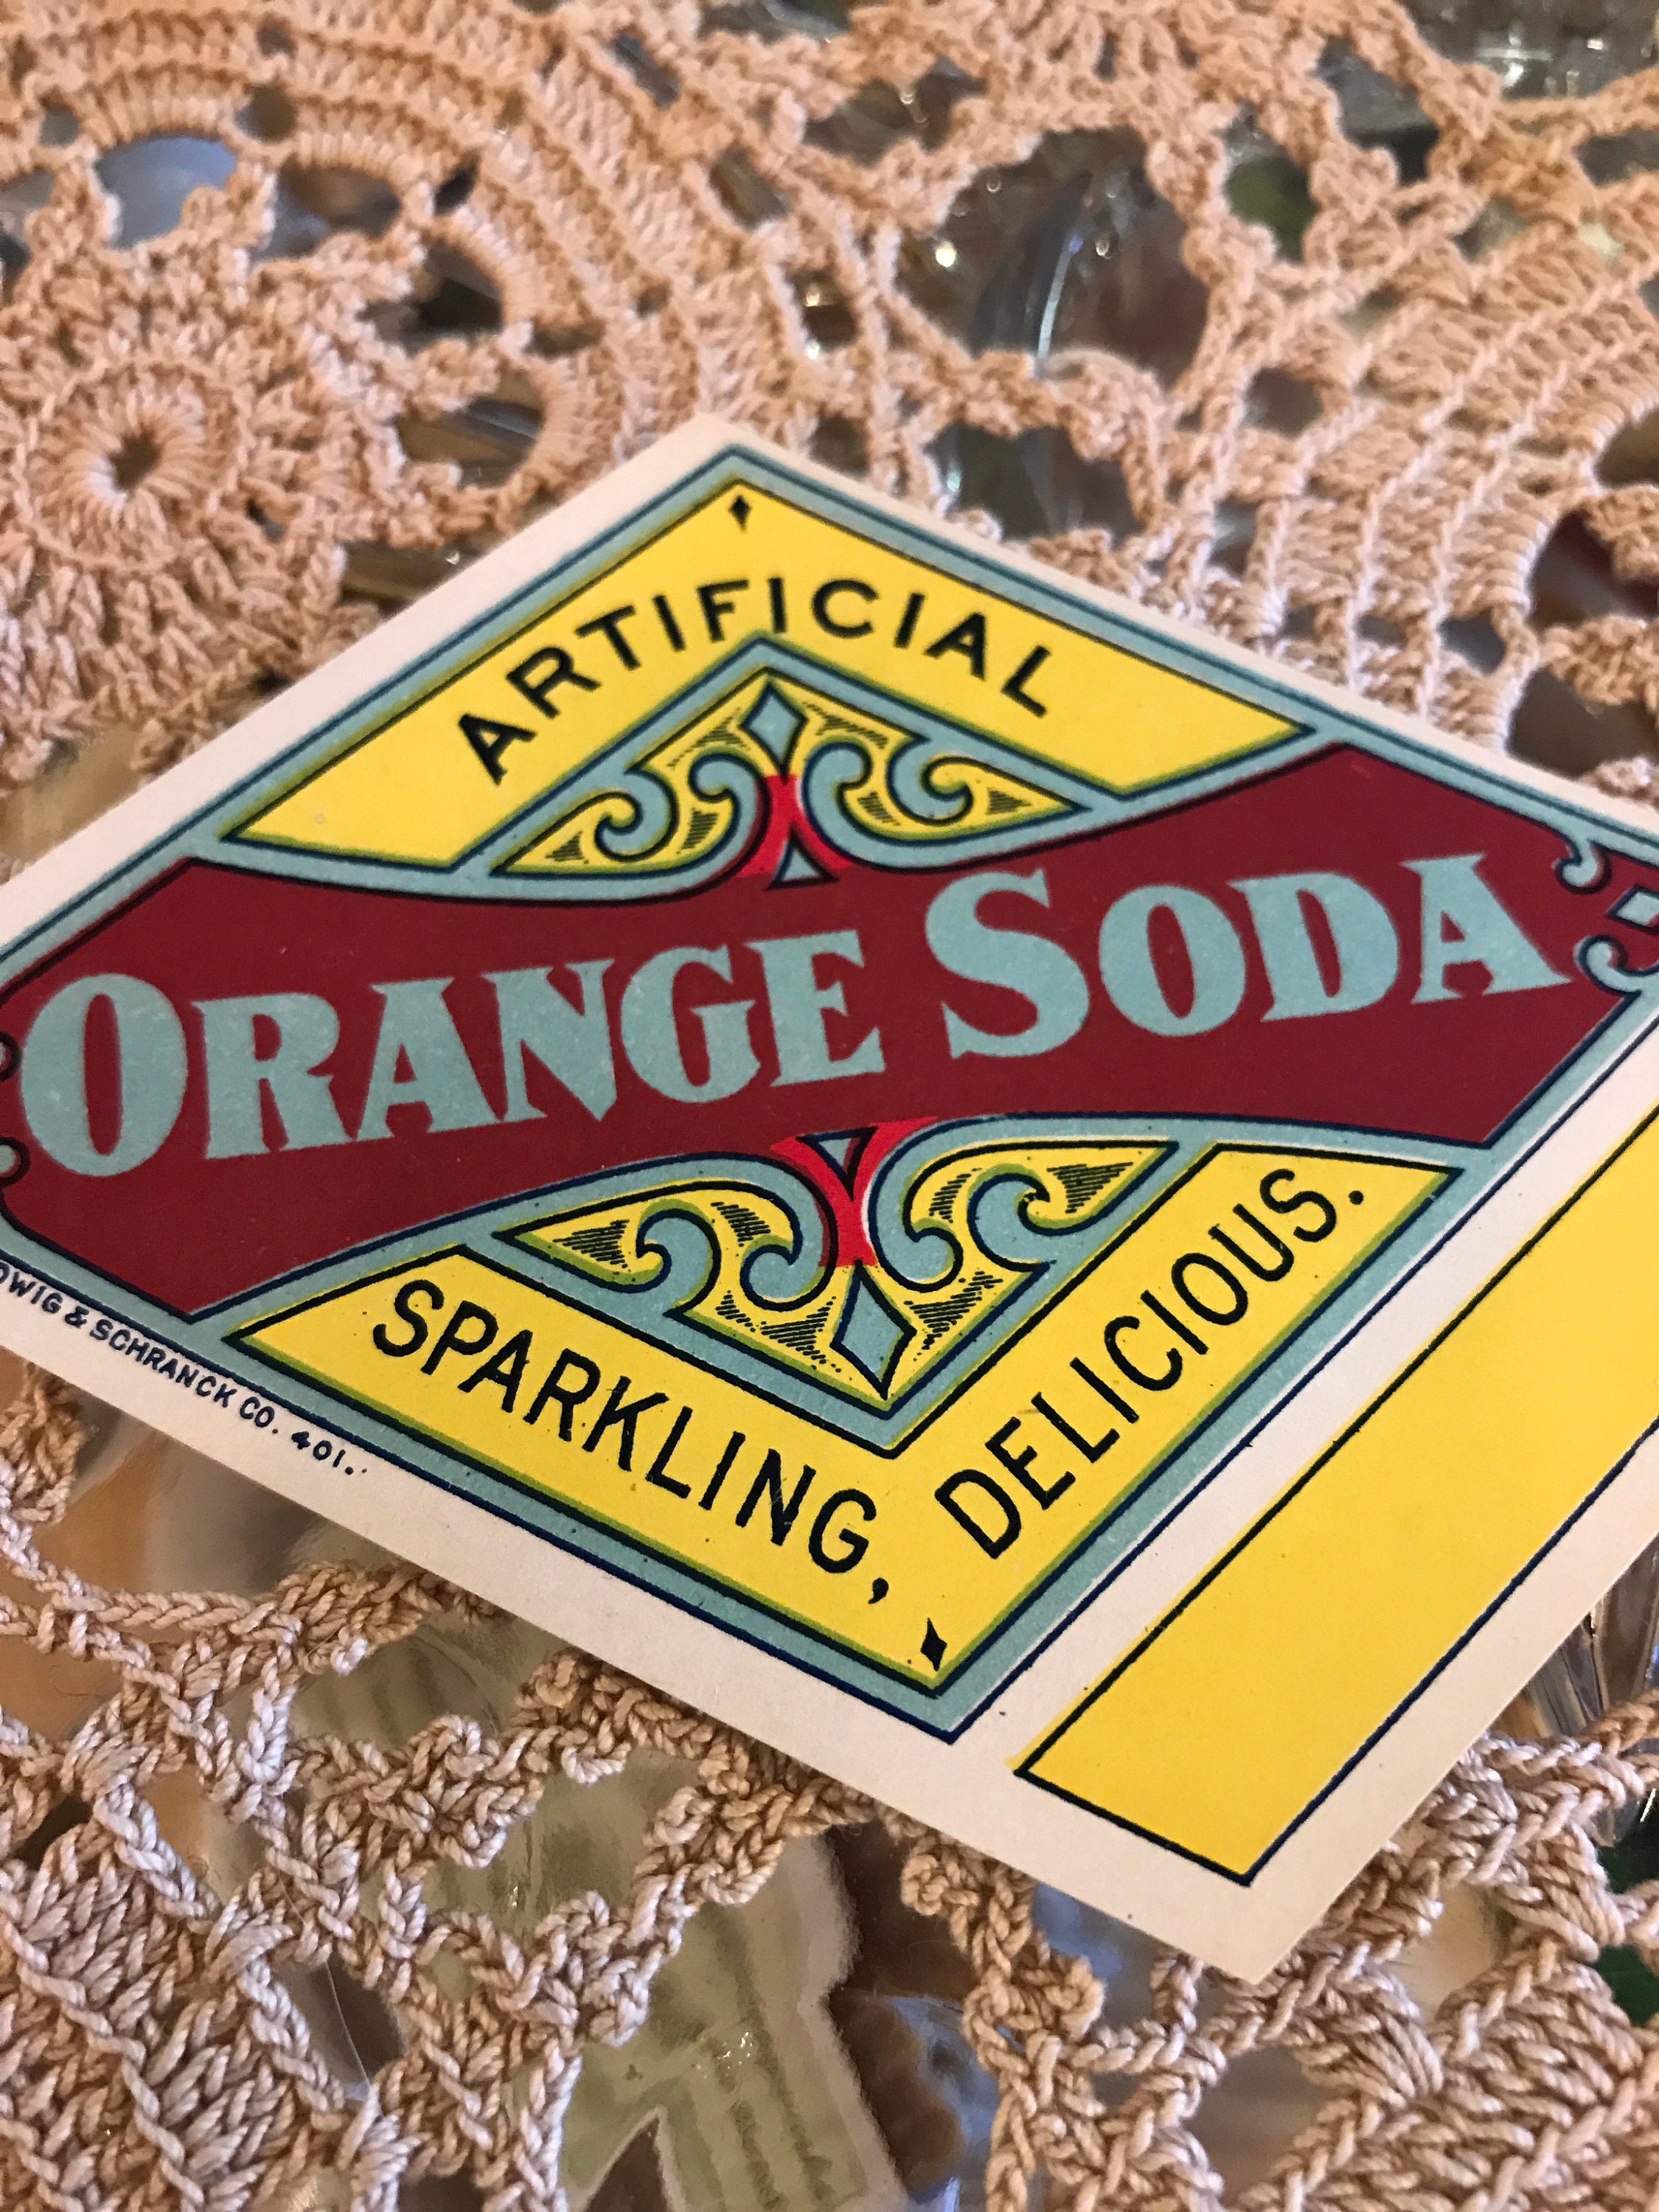 ARTIFICIAL
ORANGE SODA
SPARKLING, DELICIOUS.
& SCHRANCK CO. 401.